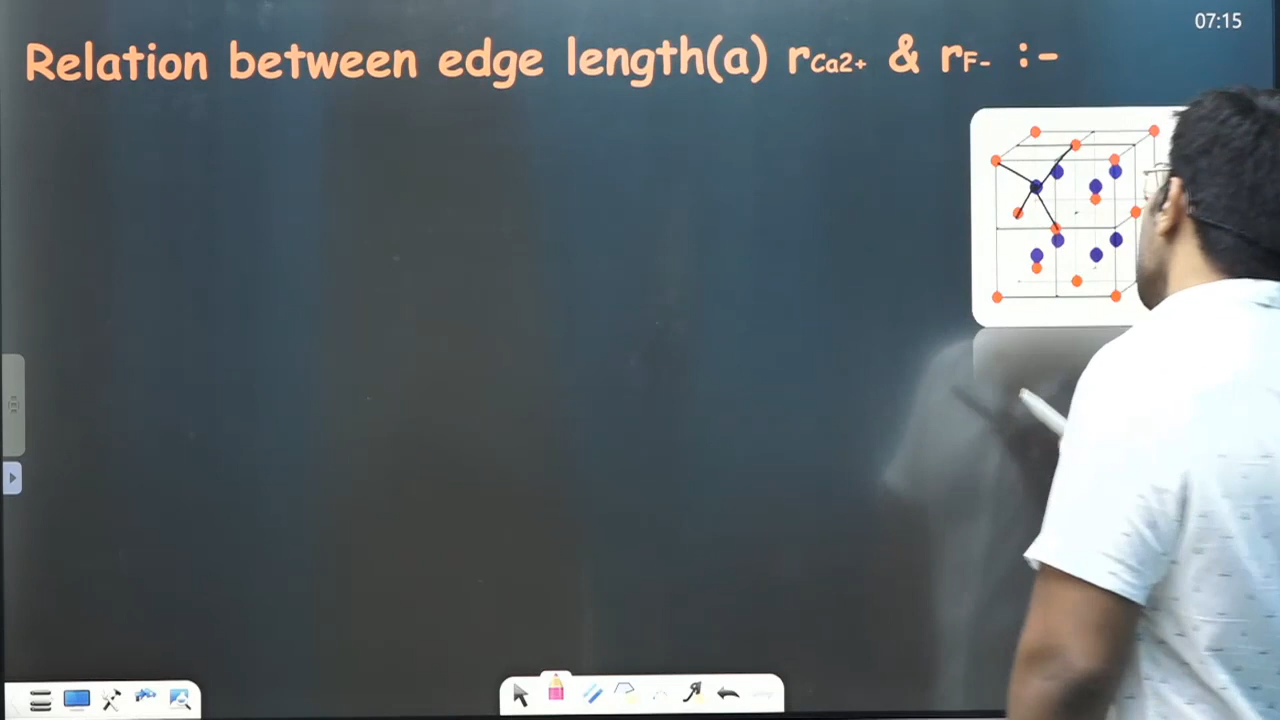 07:15
Relation between edge length(a) rCa2+ & rF- :-